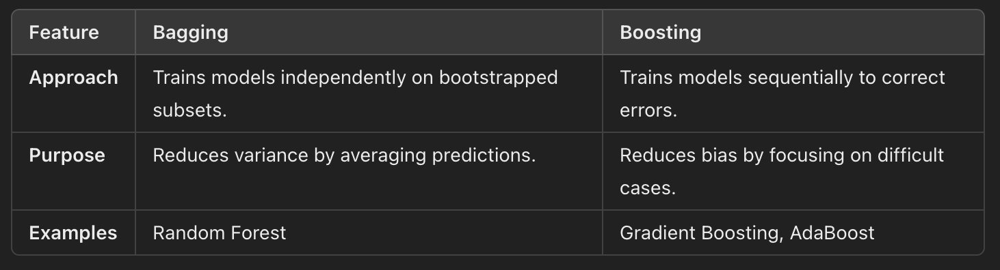 Feature Bagging Boosting
Approach Trains models independently on bootstrapped Trains models sequentially to correct
subsets. errors.
Purpose Reduces variance by averaging predictions. Reduces bias by focusing on difficult
cases.
Examples Random Forest Gradient Boosting, AdaBoost